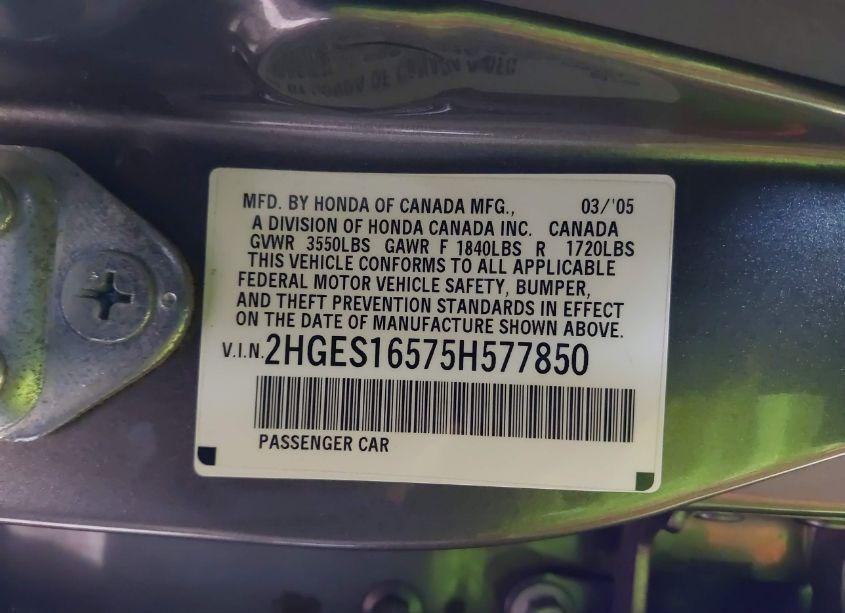 MFD. BY HONDA OF CANADA MFG., 03/'05
A DIVISION OF HONDA CANADA INC. CANADA
GVWR 3550LBS GAWR F 1840LBS R 1720LBS
THIS VEHICLE CONFORMS TO ALL APPLICABLE
FEDERAL MOTOR VEHICLE SAFETY, BUMPER,
AND THEFT PREVENTION STANDARDS IN EFFECT
ON THE DATE OF MANUFACTURE SHOWN ABOVE.
V.I.N. 2HGES16575H577850
PASSENGER CAR